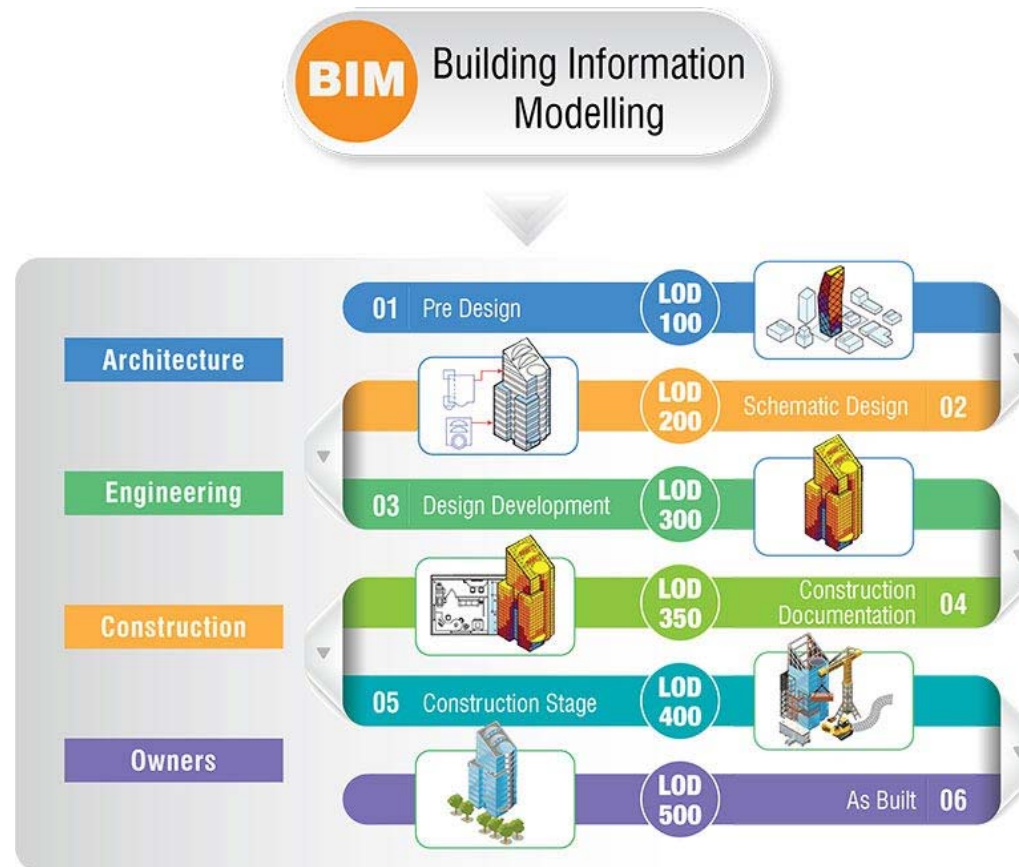 BIM
Building Information
Modelling
Architecture
Engineering
Construction
Owners
01 Pre Design
LOD
100
LOD
200
Schematic Design 02
03 Design Development
LOD
300
LOD
350
Construction
Documentation 04
05 Construction Stage
LOD
400
LOD
500
As Built 06